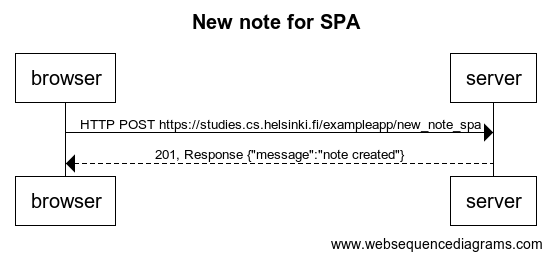 New note for SPA
browser
server
HTTP POST https://studies.cs.helsinki.fi/exampleapp/new_note_spa
201, Response {"message":"note created"}
browser
server
www.websequencediagrams.com